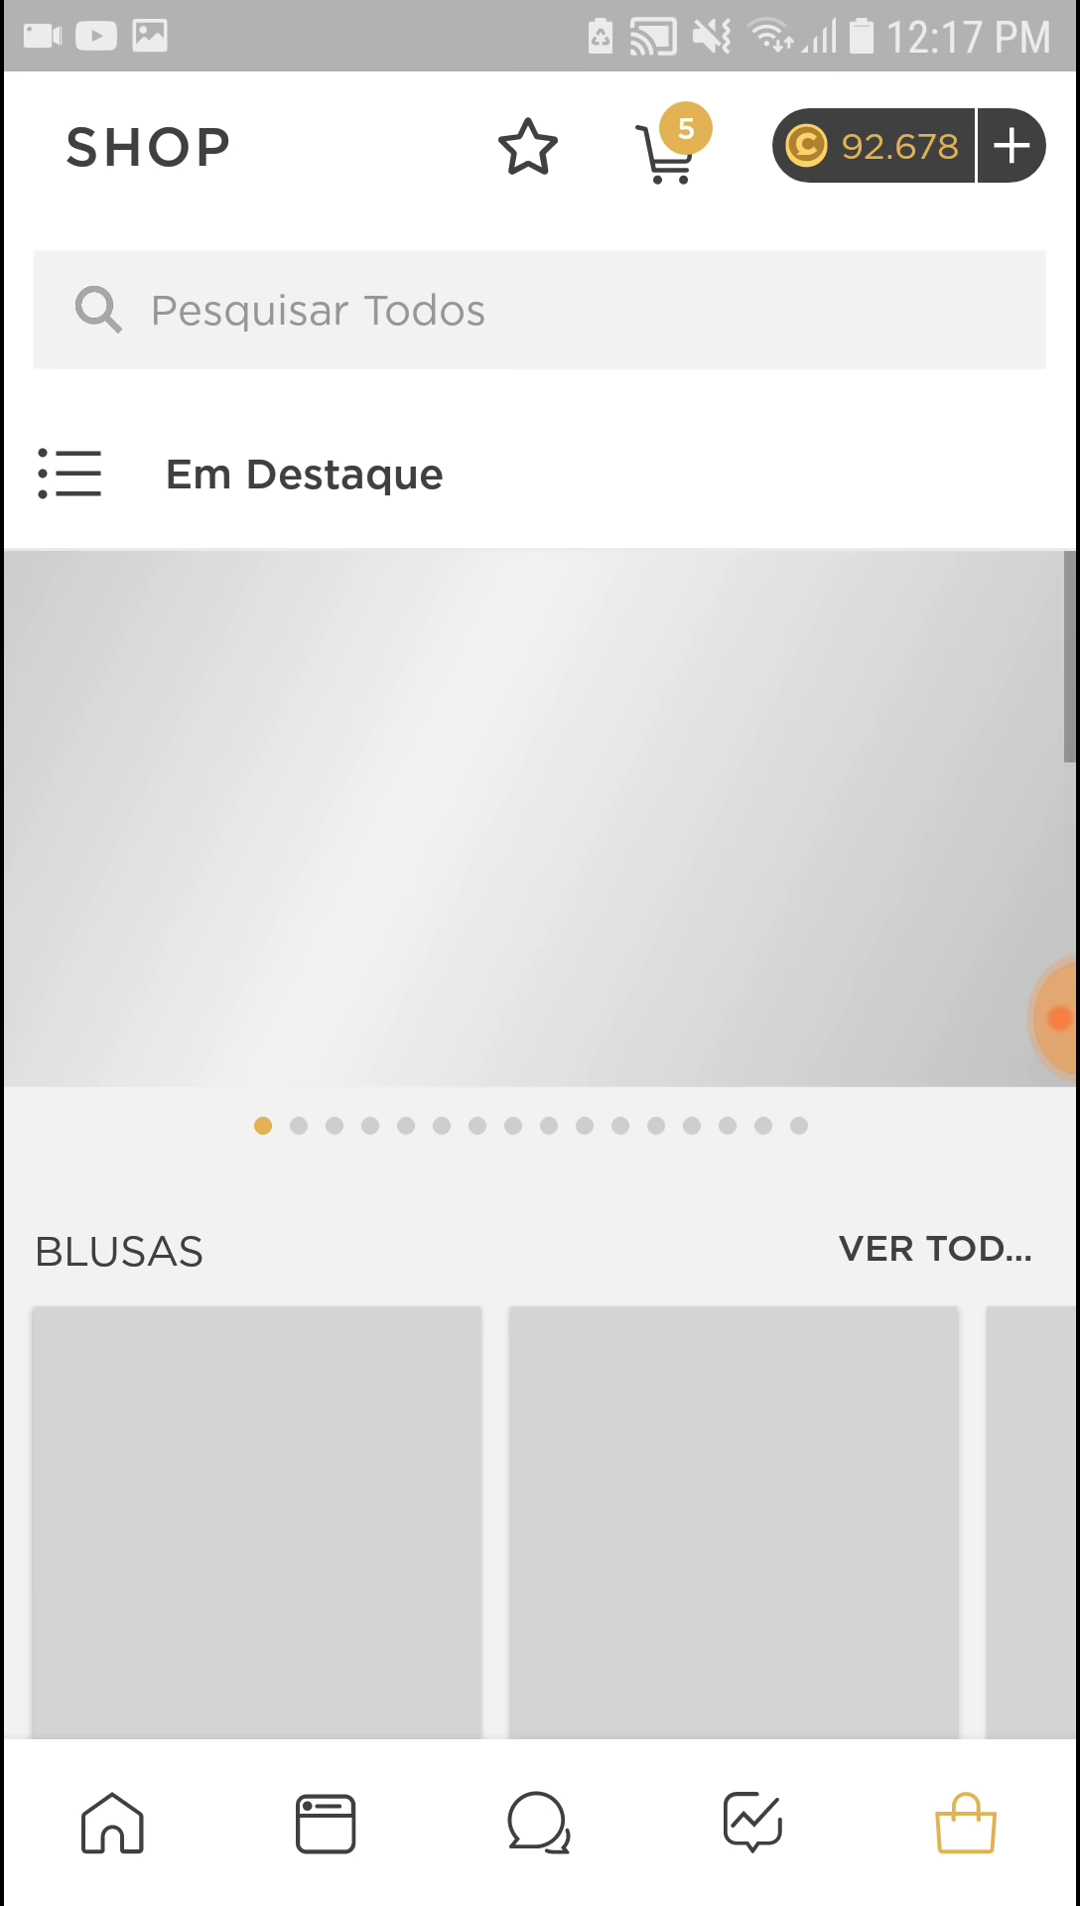 12:17 PM
SHOP
5
92.678
Pesquisar Todos
Em Destaque
BLUSAS
VER TOD...